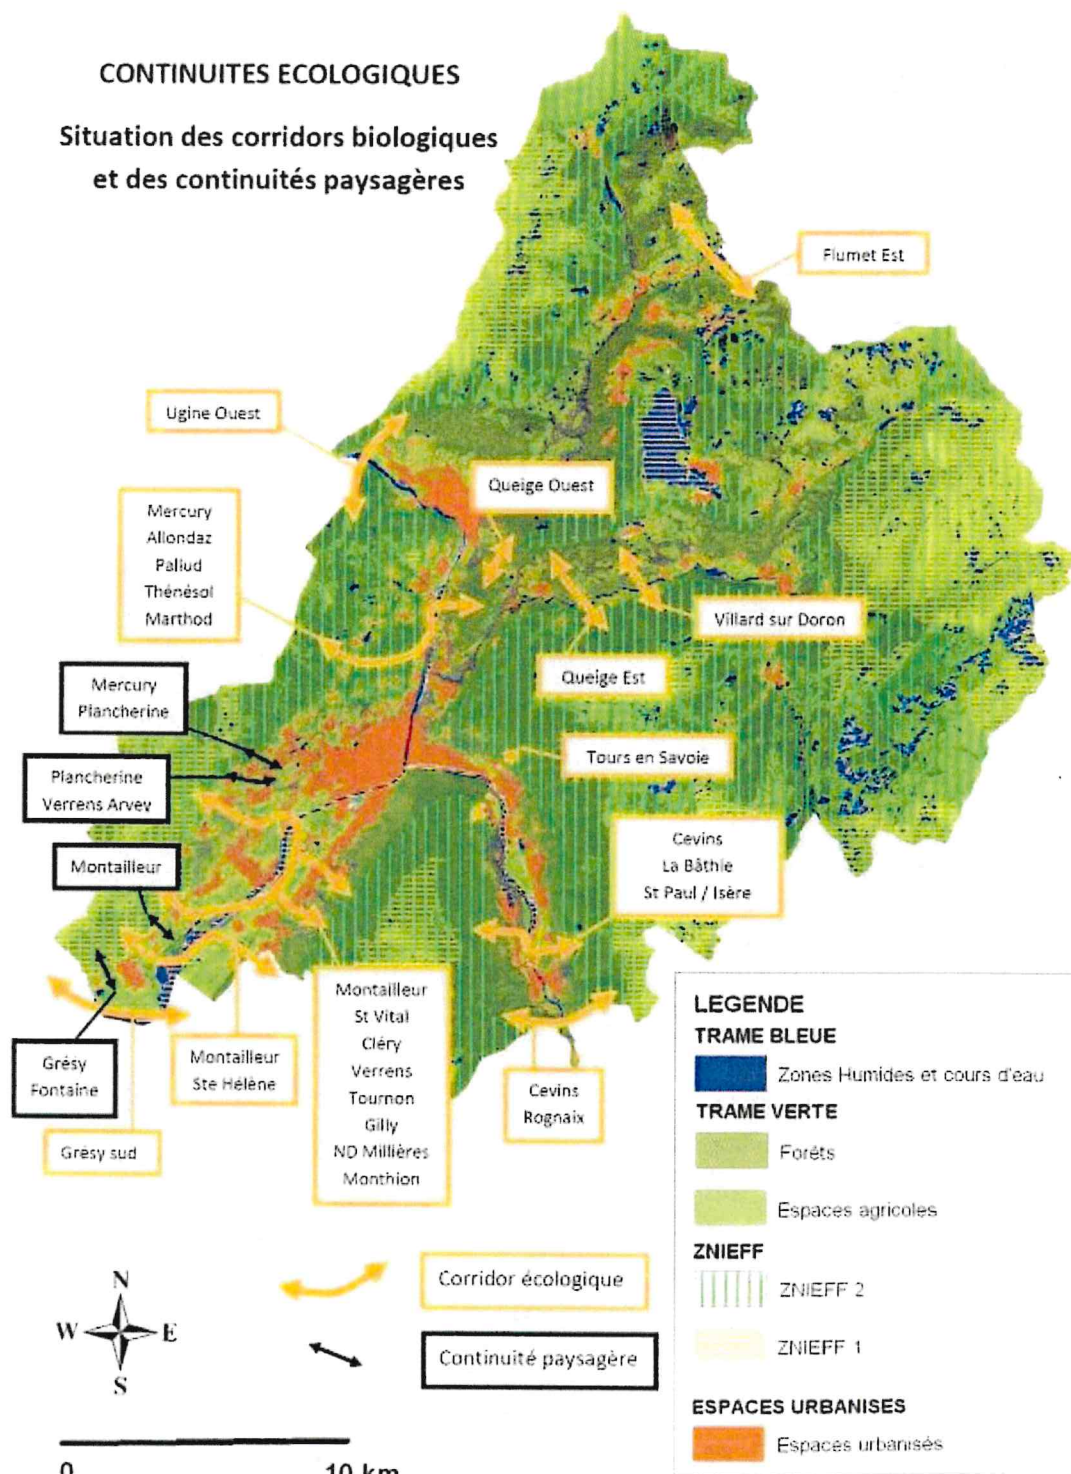 CONTINUITES ECOLOGIQUES
Situation des corridors biologiques
et des continuités paysagères
Flumet Est
Ugine Ouest
Queige Ouest
Mercury
Allondaz
Pallud
Thénésol
Marthod
Villard sur Doron
Queige Est
Mercury
Plancherine
Tours en Savoie
Plancherine
Verrens Arvey
Cevins
La Bâthie
St Paul / Isère
Montailleur
Montailleur
St Vital
Cléry
Verrens
Tournon
Gilly
ND Millières
Monthion
Grésy
Fontaine
Montailleur
Ste Hélène
Cevins
Rognaix
Grésy sud
LEGENDE
TRAME BLEUE
Zones Humides et cours d'eau
TRAME VERTE
Forêts
Espaces agricoles
ZNIEFF
ZNIEFF 2
ZNIEFF 1
ESPACES URBANISES
Espaces urbanisés
Corridor écologique
Continuité paysagère
N
W E
S
0 10 km